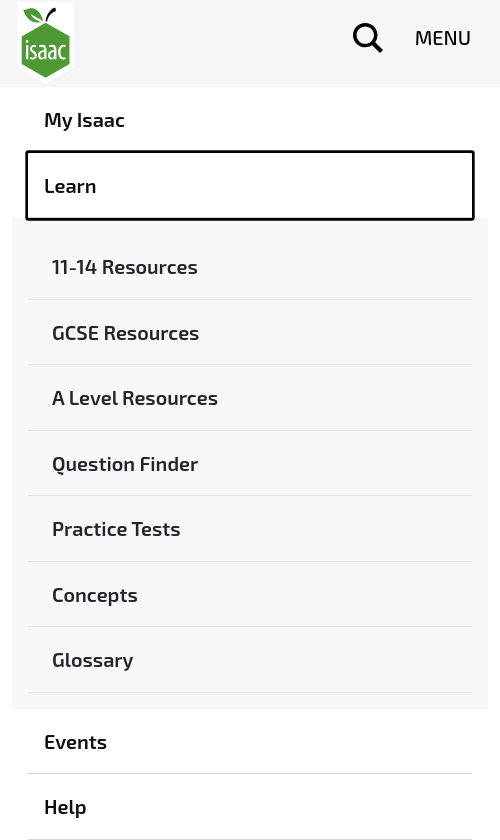 isaac
MENU
My Isaac
Learn
11-14 Resources
GCSE Resources
A Level Resources
Question Finder
Practice Tests
Concepts
Glossary
Events
Help